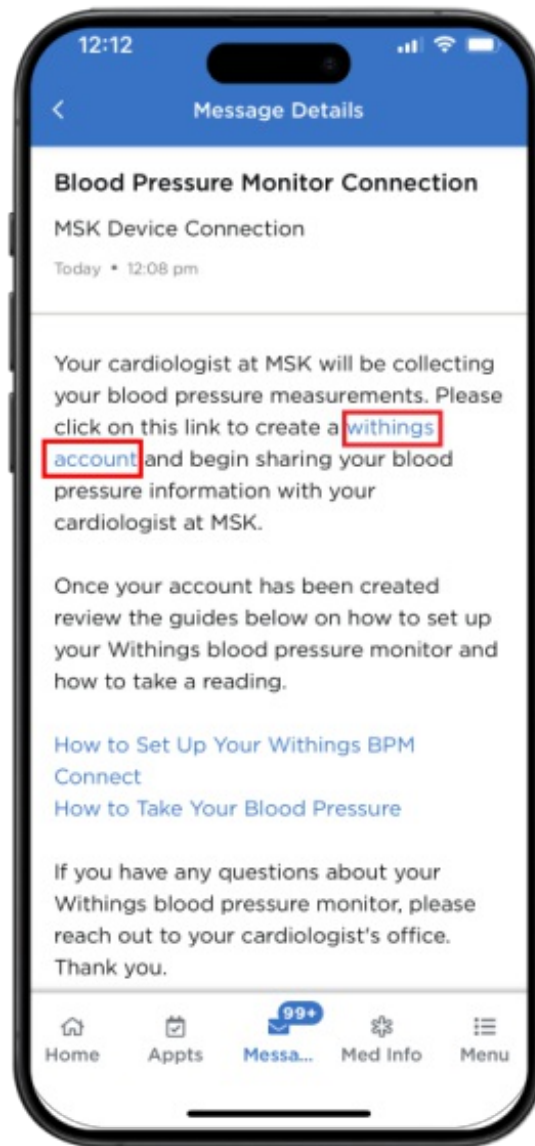 12:12
Message Details
Blood Pressure Monitor Connection
MSK Device Connection
Today • 12:08 pm
Your cardiologist at MSK will be collecting
your blood pressure measurements. Please
click on this link to create a withings
account and begin sharing your blood
pressure information with your
cardiologist at MSK.
Once your account has been created
review the guides below on how to set up
your Withings blood pressure monitor and
how to take a reading.
How to Set Up Your Withings BPM
Connect
How to Take Your Blood Pressure
If you have any questions about your
Withings blood pressure monitor, please
reach out to your cardiologist's office.
Thank you.
99+
Home Appts Messa... Med Info Menu